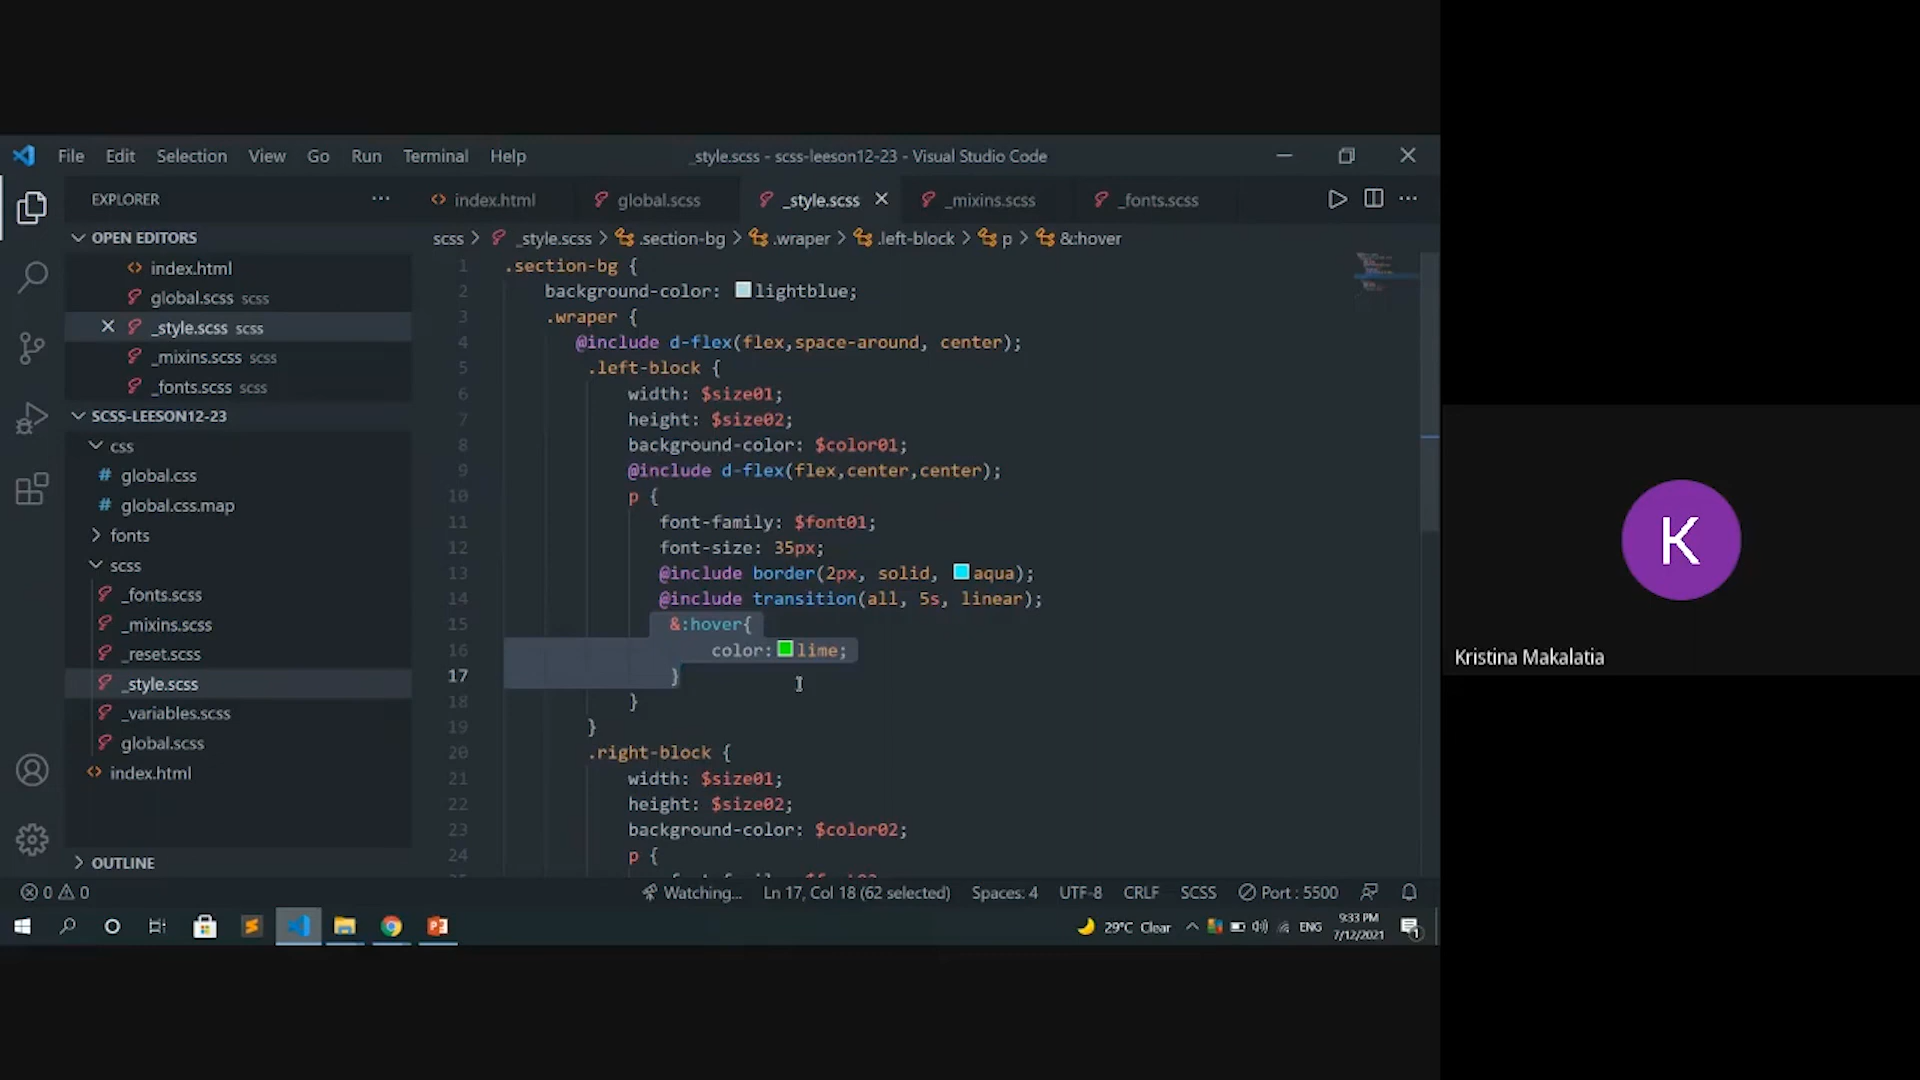 File Edit Selection View Go Run Terminal Help
_style.scss - scss-leeson12-23 - Visual Studio Code
EXPLORER
OPEN EDITORS
index.html
global.scss scss
_style.scss scss
_mixins.scss scss
_fonts.scss scss
SCSS-LEESON12-23
css
global.css
global.css.map
fonts
scss
_fonts.scss
_mixins.scss
_reset.scss
_style.scss
_variables.scss
global.scss
index.html
OUTLINE
index.html global.scss _style.scss _mixins.scss _fonts.scss
scss > _style.scss > .section-bg > .wraper > .left-block > p > &:hover
1 .section-bg {
2 background-color: lightblue;
3 .wraper {
4 @include d-flex(flex,space-around, center);
5 .left-block {
6 width: $size01;
7 height: $size02;
8 background-color: $color01;
9 @include d-flex(flex,center,center);
10 p {
11 font-family: $font01;
12 font-size: 35px;
13 @include border(2px, solid, aqua);
14 @include transition(all, 5s, linear);
15 &:hover{
16 color: lime;
17 }
18 }
19 }
20 .right-block {
21 width: $size01;
22 height: $size02;
23 background-color: $color02;
24 p {
0 0 Watching... Ln 17, Col 18 (62 selected) Spaces: 4 UTF-8 CRLF SCSS Port : 5500
29°C Clear ENG
9:33 PM
7/12/2021
1
K
Kristina Makalatia